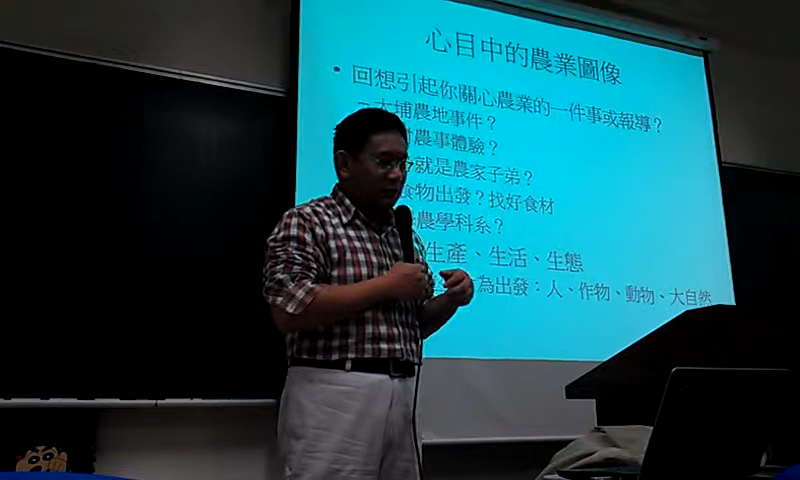 心目中的農業圖像
• 回想引起你關心農業的一件事或報導？
–大埔農地事件？
農事體驗？
就是農家子弟？
食物出發？找好食材
農學科系？
生產、生活、生態
為出發：人、作物、動物、大自然